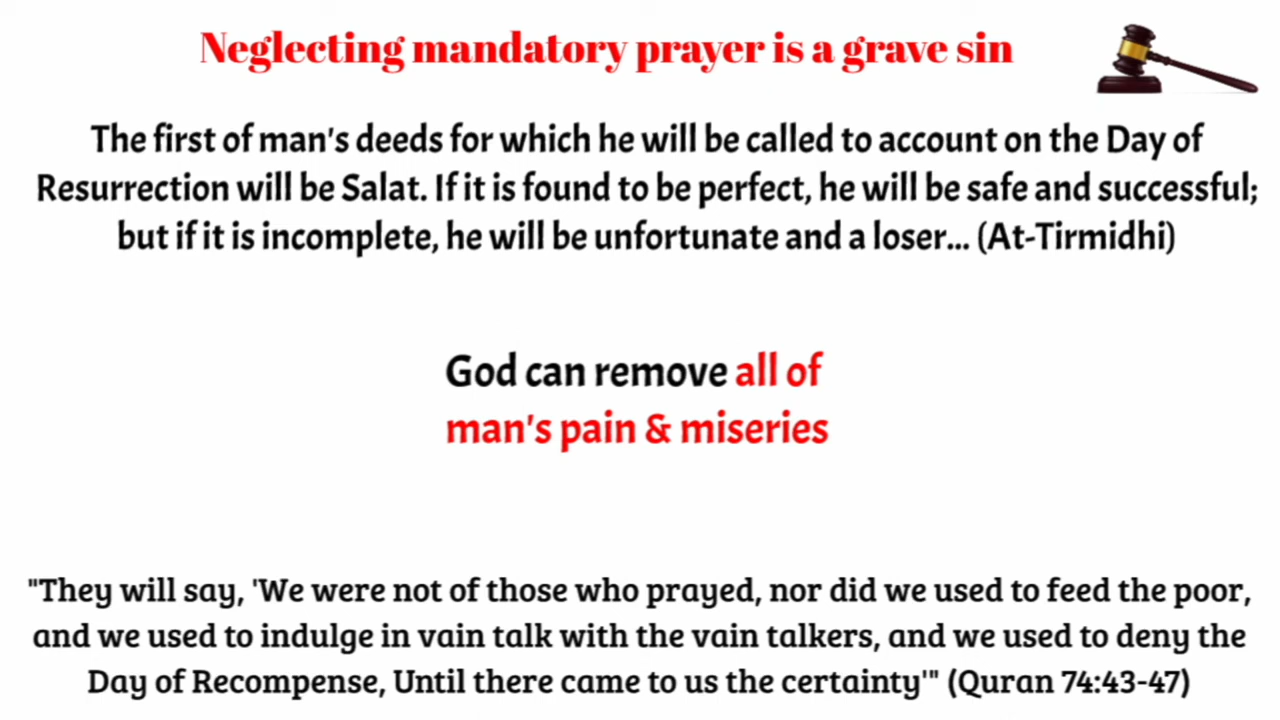 Neglecting mandatory prayer is a grave sin
The first of man's deeds for which he will be called to account on the Day of
Resurrection will be Salat. If it is found to be perfect, he will be safe and successful;
but if it is incomplete, he will be unfortunate and a loser... (At-Tirmidhi)
God can remove all of
man's pain & miseries
"They will say, 'We were not of those who prayed, nor did we used to feed the poor,
and we used to indulge in vain talk with the vain talkers, and we used to deny the
Day of Recompense, Until there came to us the certainty'" (Quran 74:43-47)